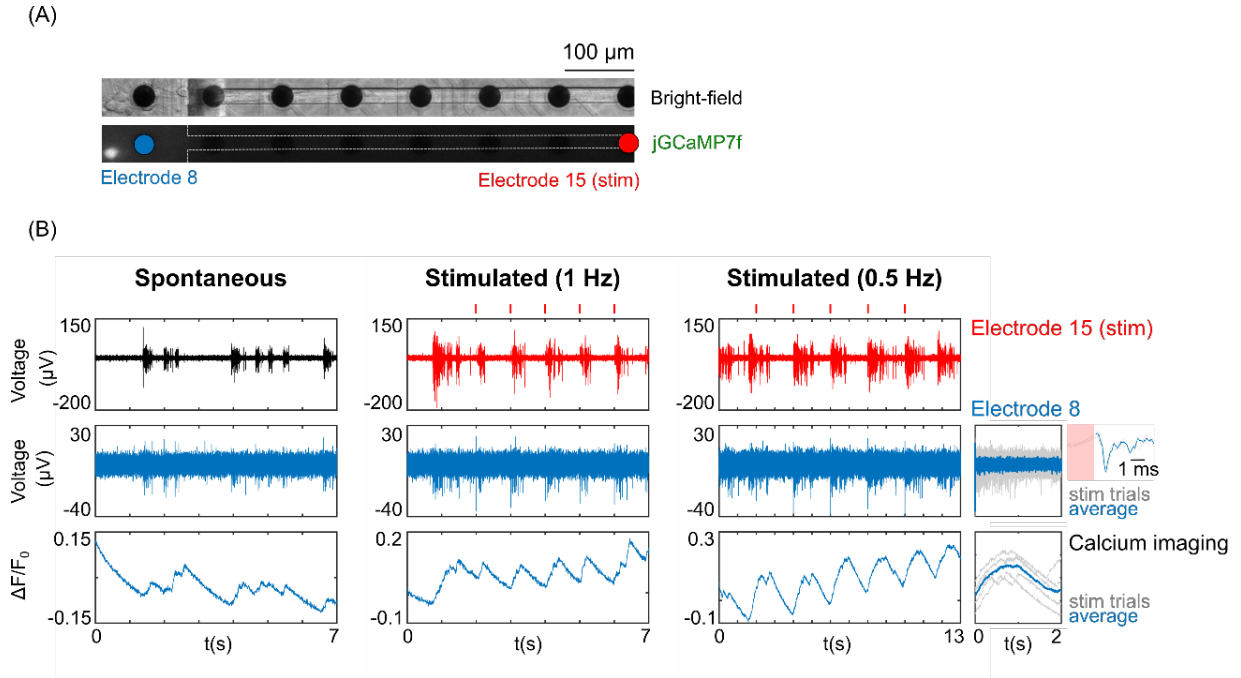 (A)
100 µm
Bright-field
jGCaMP7f
Electrode 8
Electrode 15 (stim)
(B)
Spontaneous
Stimulated (1 Hz)
Stimulated (0.5 Hz)
Voltage
(µV)
150
-200
150
-200
150
-200
Electrode 15 (stim)
Electrode 8
Voltage
(µV)
30
-40
30
-40
30
-40
1 ms
stim trials
average
ΔF/F0
0.15
-0.15
0.2
-0.1
0.3
-0.1
Calcium imaging
stim trials
average
0 7
t(s)
0 7
t(s)
0 13
t(s)
0 2
t(s)